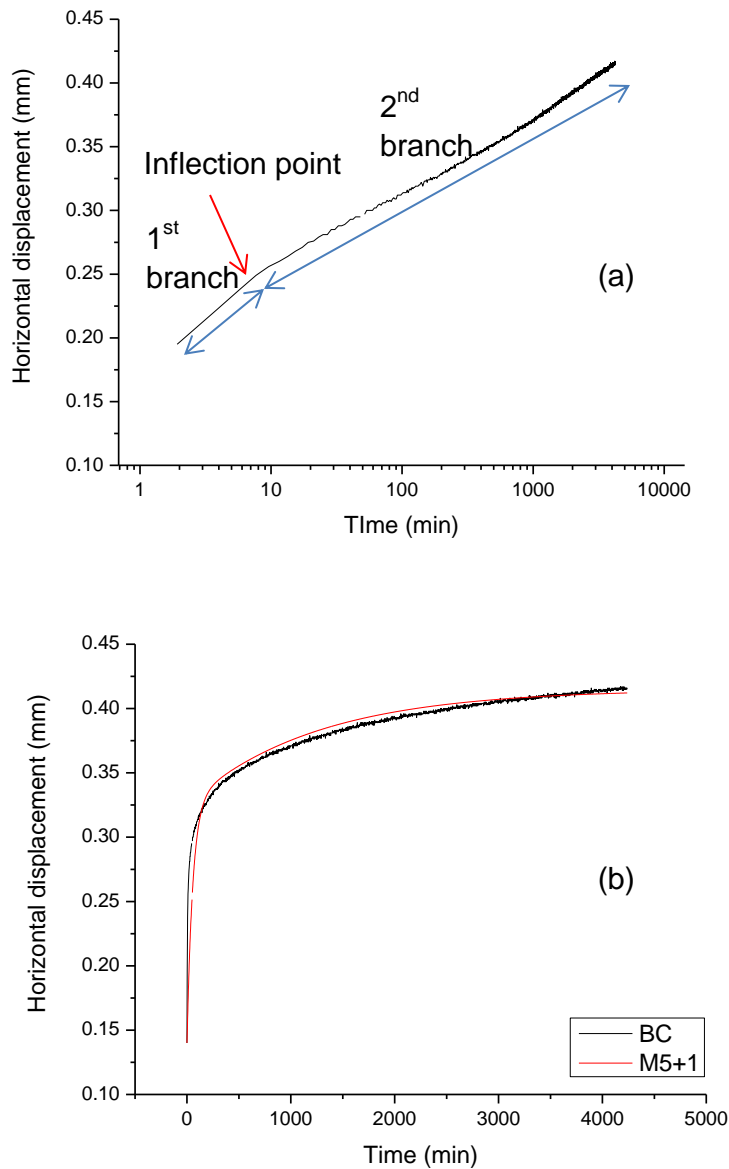 0.45
0.40
0.35
0.30
0.25
0.20
0.15
0.10
Horizontal displacement (mm)
2nd
branch
Inflection point
1st
branch
(a)
1 10 100 1000 10000
TIme (min)
0.45
0.40
0.35
0.30
0.25
0.20
0.15
0.10
Horizontal displacement (mm)
(b)
BC
M5+1
0 1000 2000 3000 4000 5000
Time (min)